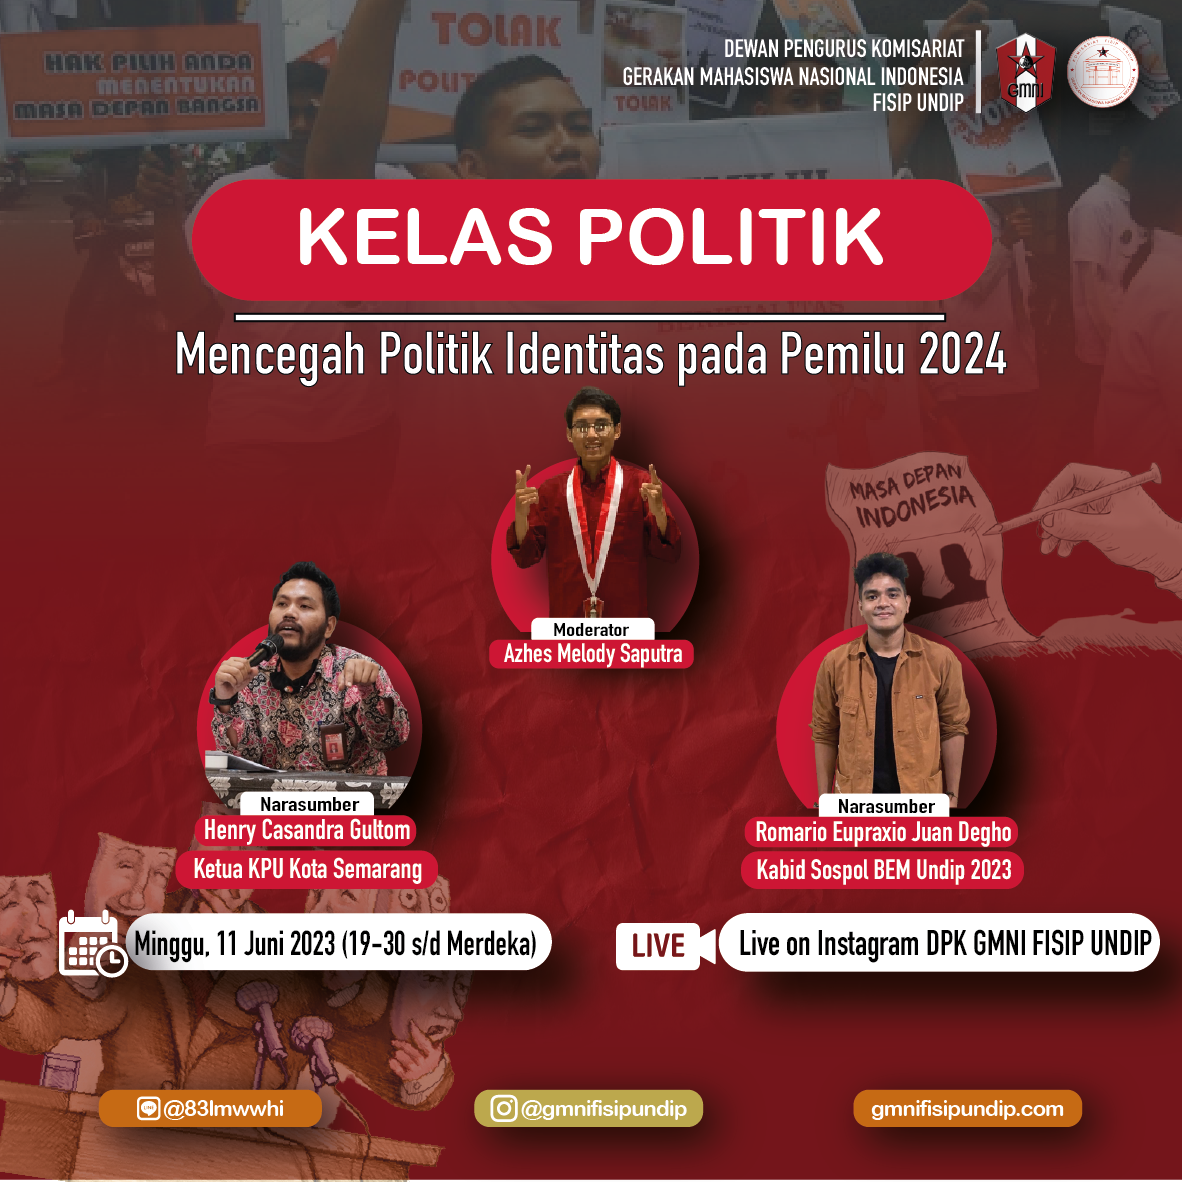 HAK PILIH ANDA
MENENTUKAN
MASA DEPAN BANGSA
TOLAK
TOLAK
DEWAN PENGURUS KOMISARIAT
GERAKAN MAHASISWA NASIONAL INDONESIA
FISIP UNDIP
GMNI
KELAS POLITIK
BERKUALITAS
Mencegah Politik Identitas pada Pemilu 2024
MASA DEPAN
INDONESIA
Moderator
Azhes Melody Saputra
Narasumber
Henry Casandra Gultom
Ketua KPU Kota Semarang
Narasumber
Romario Eupraxio Juan Degho
Kabid Sospol BEM Undip 2023
Minggu, 11 Juni 2023 (19-30 s/d Merdeka)
LIVE
Live on Instagram DPK GMNI FISIP UNDIP
LINE
@83lmwwhi
@gmnifisipundip
gmnifisipundip.com